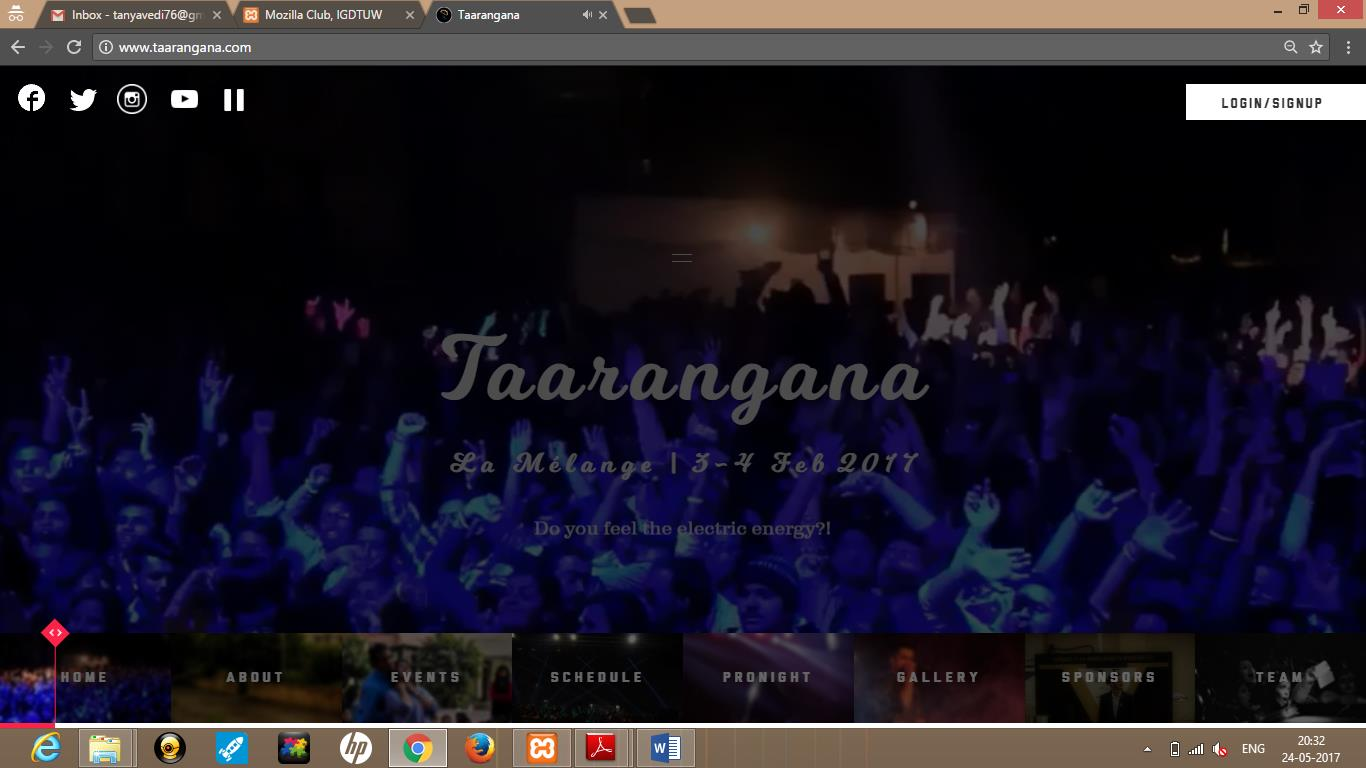 Inbox - tanyavedi76@gm
Mozilla Club, IGDTUW
Taarangana
www.taarangana.com
LOGIN/SIGNUP
Taarangana
La Mélange | 3-4 Feb 2017
Do you feel the electric energy?!
HOME
ABOUT
EVENTS
SCHEDULE
PRONIGHT
GALLERY
SPONSORS
TEAM
ENG
20:32
24-05-2017